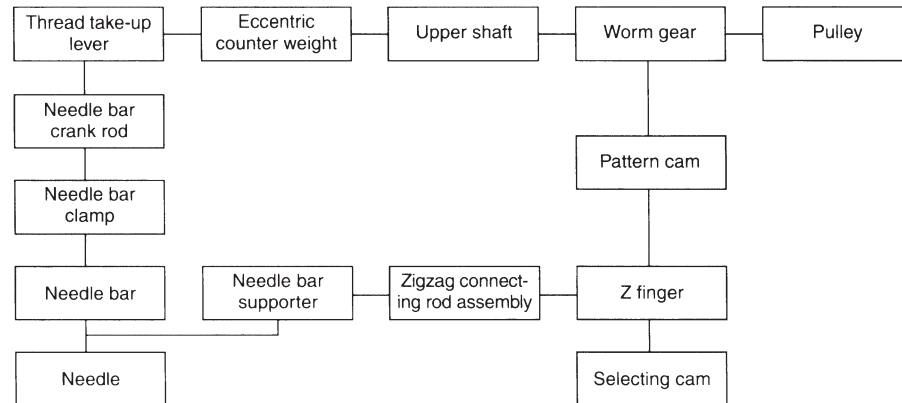 Thread take-up
lever
Eccentric
counter weight
Upper shaft
Worm gear
Pulley
Needle bar
crank rod
Pattern cam
Needle bar
clamp
Needle bar
Needle bar
supporter
Zigzag connect-
ing rod assembly
Z finger
Needle
Selecting cam